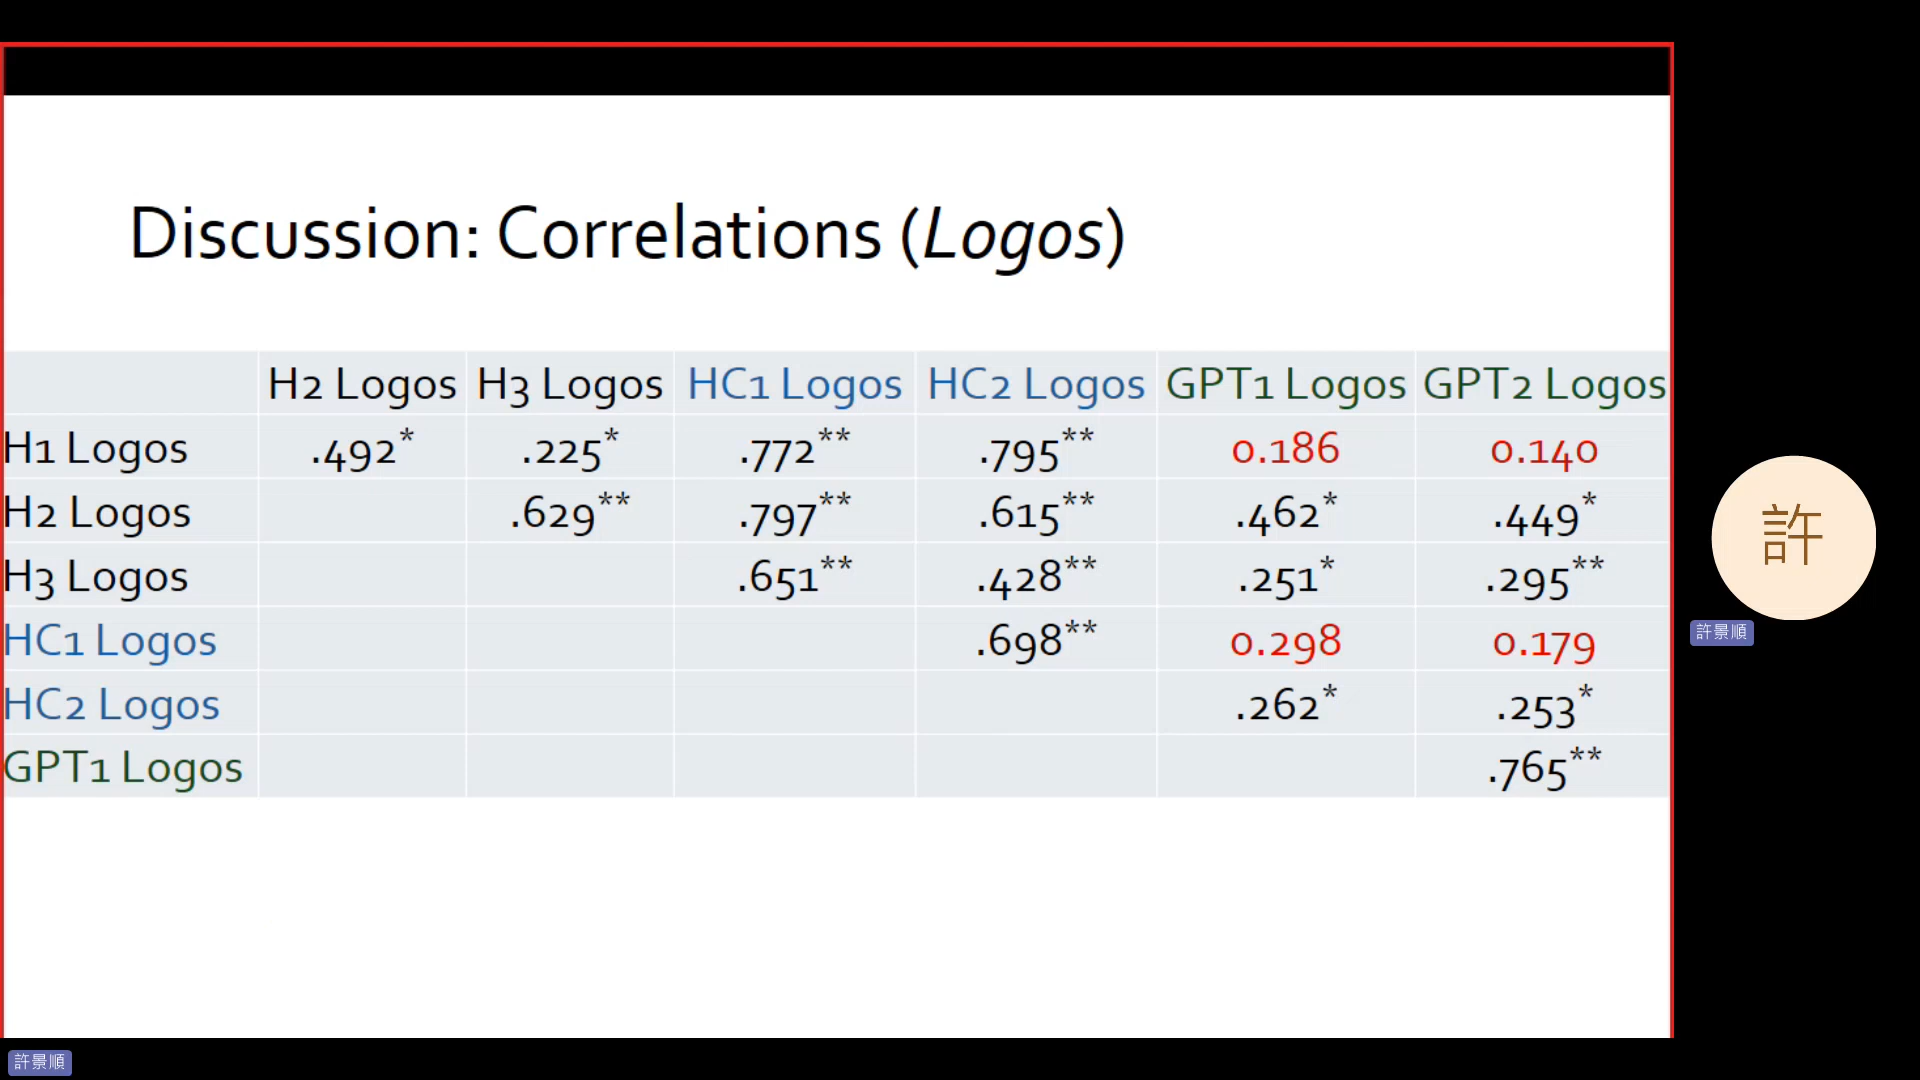 Discussion: Correlations (Logos)
H2 Logos H3 Logos HC1 Logos HC2 Logos GPT1 Logos GPT2 Logos
H1 Logos .492* .225* .772** .795** 0.186 0.140
H2 Logos .629** .797** .615** .462* .449*
H3 Logos .651** .428** .251* .295**
HC1 Logos .698** 0.298 0.179
HC2 Logos .262* .253*
GPT1 Logos .765**
許
許景順
許景順